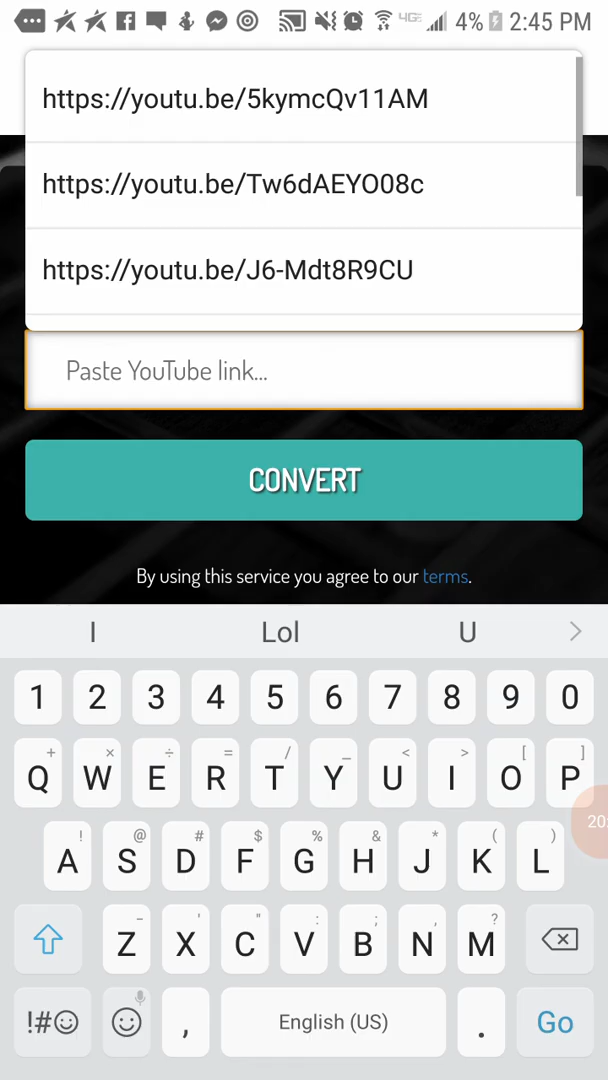 4G 4% 2:45 PM
https://youtu.be/5kymcQv11AM
https://youtu.be/Tw6dAEYO08c
https://youtu.be/J6-Mdt8R9CU
Paste YouTube link...
CONVERT
By using this service you agree to our terms.
I Lol U >
1 2 3 4 5 6 7 8 9 0
+ × ÷ = / _ < > [ ]
Q W E R T Y U I O P
! @ # $ % & * ( )
A S D F G H J K L
20:
- ' " : ; , ?
Z X C V B N M
!#☺ , English (US) . Go